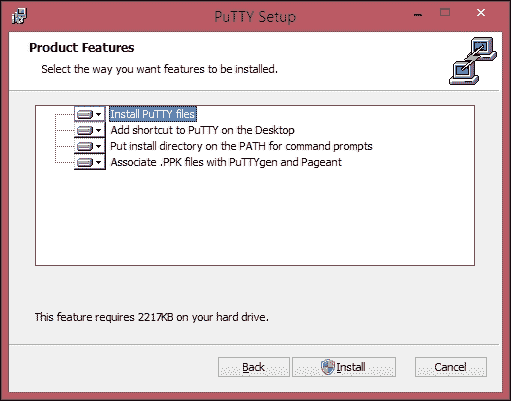 PuTTY Setup
Product Features
Select the way you want features to be installed.
Install PuTTY files
Add shortcut to PuTTY on the Desktop
Put install directory on the PATH for command prompts
Associate .PPK files with PuTTYgen and Pageant
This feature requires 2217KB on your hard drive.
Back Install Cancel